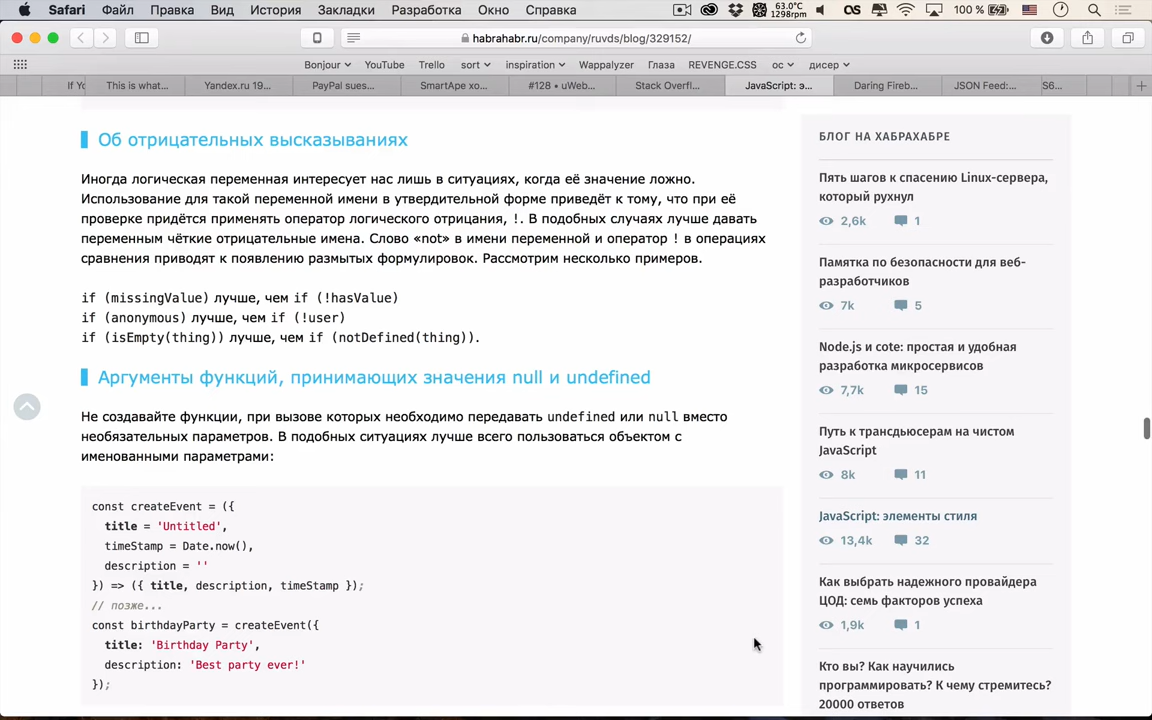 Safari Файл Правка Вид История Закладки Разработка Окно Справка 63.0°C 1298rpm 100 %
habrahabr.ru/company/ruvds/blog/329152/
Bonjour YouTube Trello sort inspiration Wappalyzer Глаза REVENGE.CSS ос дисер
If Yo This is what... Yandex.ru 19... PayPal sues... SmartApe хо... #128 • uWeb... Stack Overfl... JavaScript: э... Daring Fireb... JSON Feed:... S6...
Об отрицательных высказываниях
Иногда логическая переменная интересует нас лишь в ситуациях, когда её значение ложно.
Использование для такой переменной имени в утвердительной форме приведёт к тому, что при её
проверке придётся применять оператор логического отрицания, !. В подобных случаях лучше давать
переменным чёткие отрицательные имена. Слово «not» в имени переменной и оператор ! в операциях
сравнения приводят к появлению размытых формулировок. Рассмотрим несколько примеров.
if (missingValue) лучше, чем if (!hasValue)
if (anonymous) лучше, чем if (!user)
if (isEmpty(thing)) лучше, чем if (notDefined(thing)).
Аргументы функций, принимающих значения null и undefined
Не создавайте функции, при вызове которых необходимо передавать undefined или null вместо
необязательных параметров. В подобных ситуациях лучше всего пользоваться объектом с
именованными параметрами:
const createEvent = ({
title = 'Untitled',
timeStamp = Date.now(),
description = ''
}) => ({ title, description, timeStamp });
// позже...
const birthdayParty = createEvent({
title: 'Birthday Party',
description: 'Best party ever!'
});
БЛОГ НА ХАБРАХАБРЕ
Пять шагов к спасению Linux-сервера,
который рухнул
2,6k 1
Памятка по безопасности для веб-
разработчиков
7k 5
Node.js и cote: простая и удобная
разработка микросервисов
7,7k 15
Путь к трансдьюсерам на чистом
JavaScript
8k 11
JavaScript: элементы стиля
13,4k 32
Как выбрать надежного провайдера
ЦОД: семь факторов успеха
1,9k 1
Кто вы? Как научились
программировать? К чему стремитесь?
20000 ответов